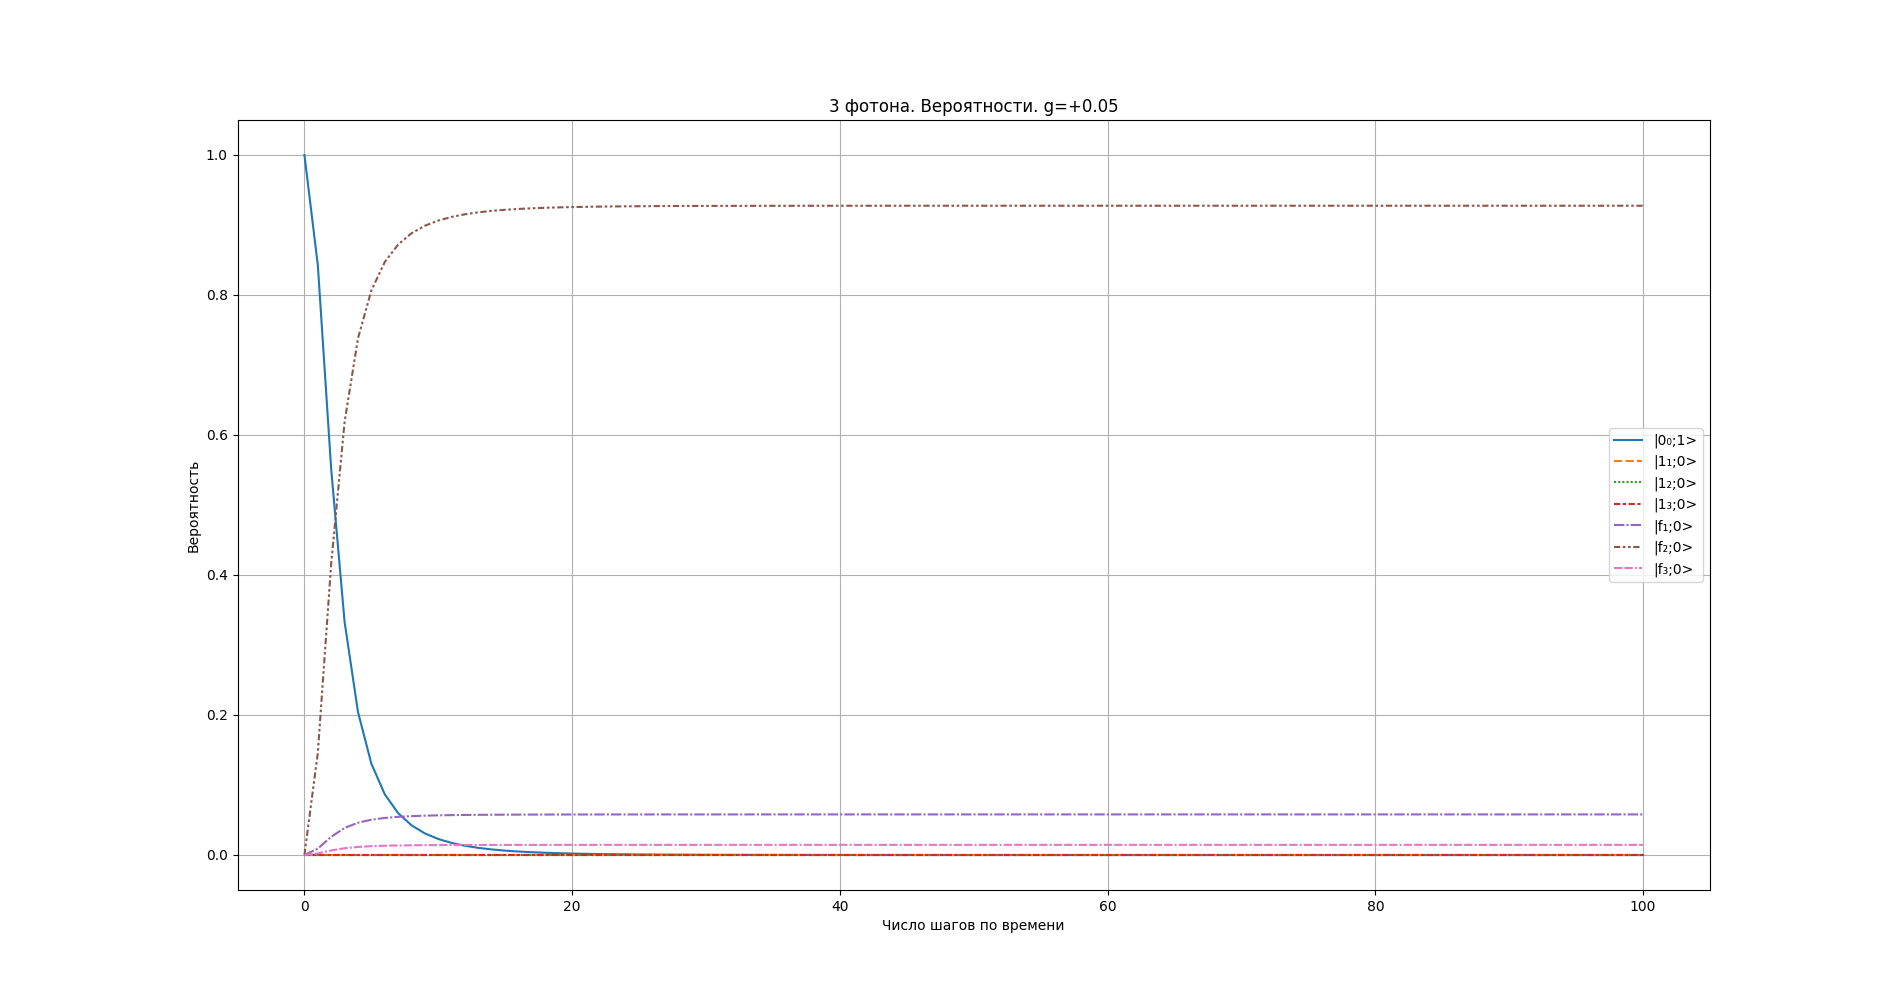 3 фотона. Вероятности. g=+0.05
1.0
0.8
0.6
0.4
0.2
0.0
Вероятность
|0₀;1>
|1₁;0>
|1₂;0>
|1₃;0>
|f₁;0>
|f₂;0>
|f₃;0>
0 20 40 60 80 100
Число шагов по времени